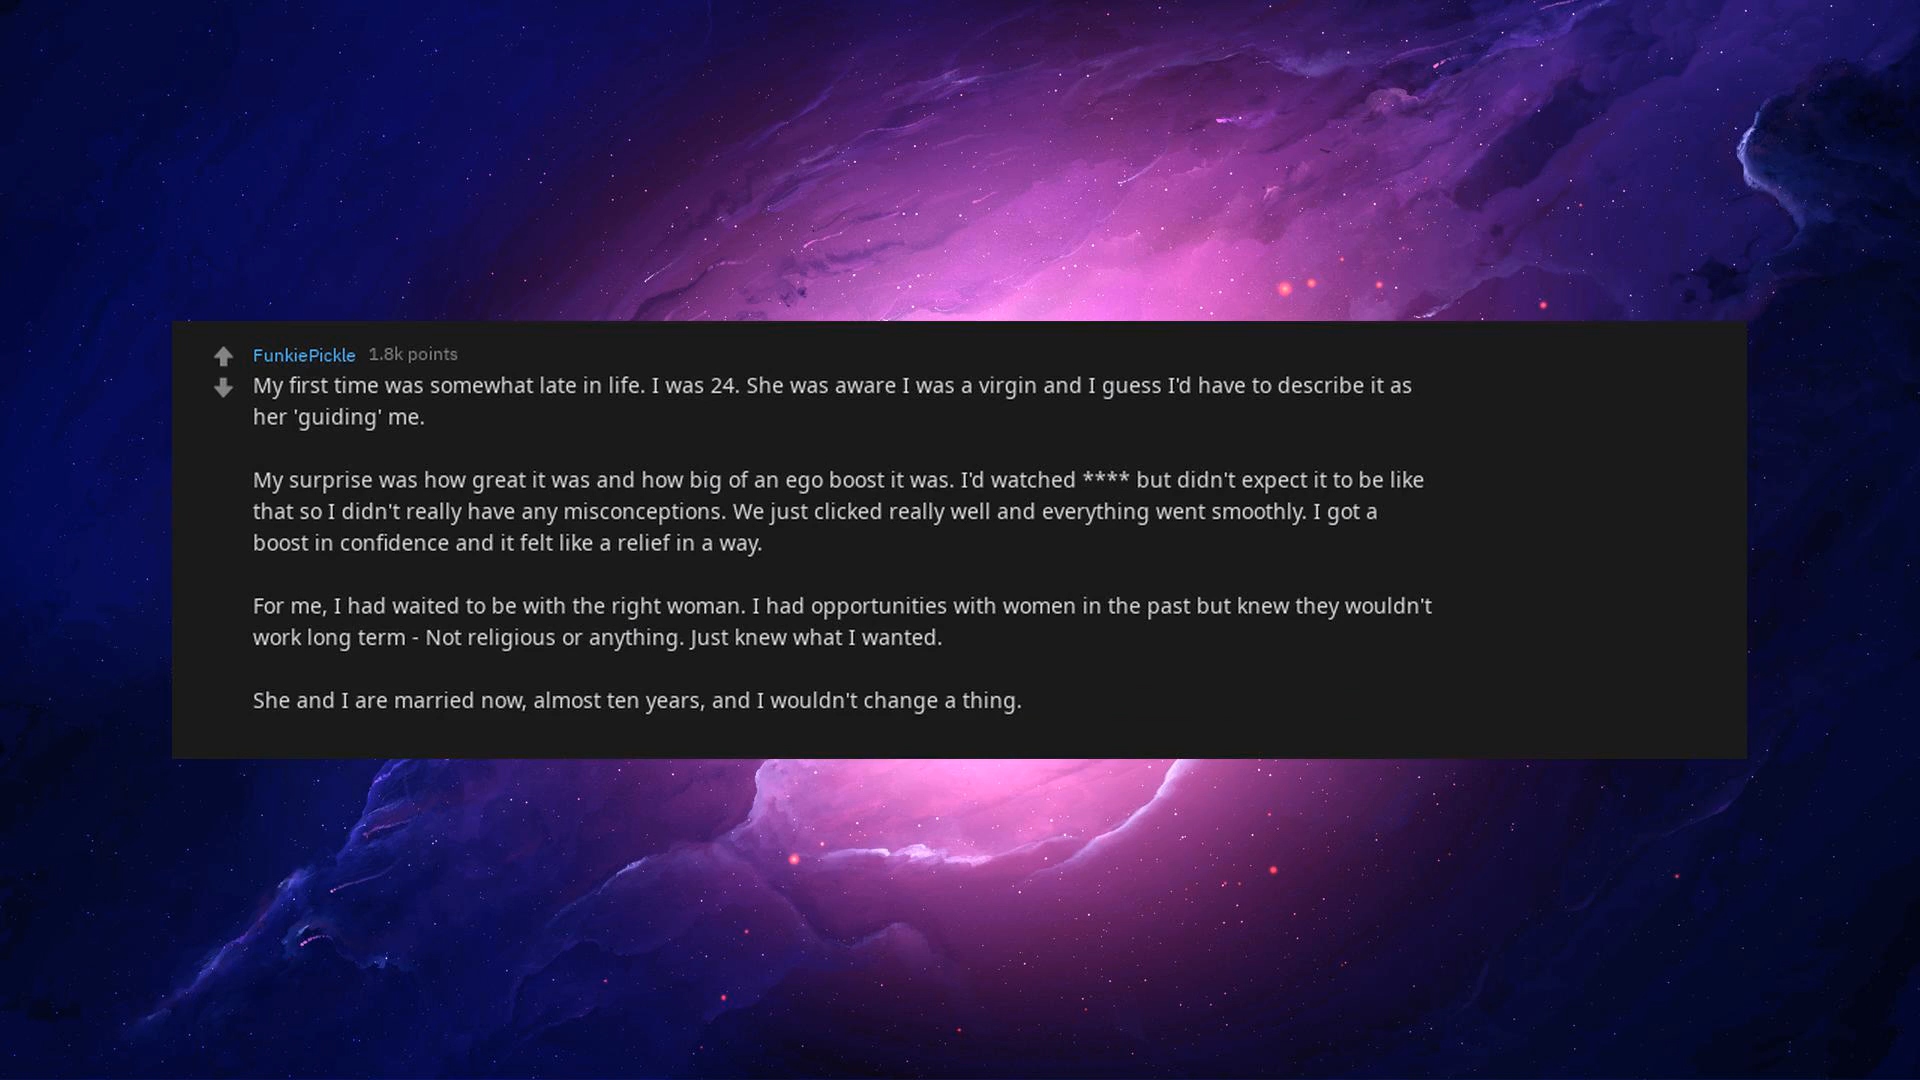 FunkiePickle 1.8k points
My first time was somewhat late in life. I was 24. She was aware I was a virgin and I guess I'd have to describe it as
her 'guiding' me.
My surprise was how great it was and how big of an ego boost it was. I'd watched **** but didn't expect it to be like
that so I didn't really have any misconceptions. We just clicked really well and everything went smoothly. I got a
boost in confidence and it felt like a relief in a way.
For me, I had waited to be with the right woman. I had opportunities with women in the past but knew they wouldn't
work long term - Not religious or anything. Just knew what I wanted.
She and I are married now, almost ten years, and I wouldn't change a thing.